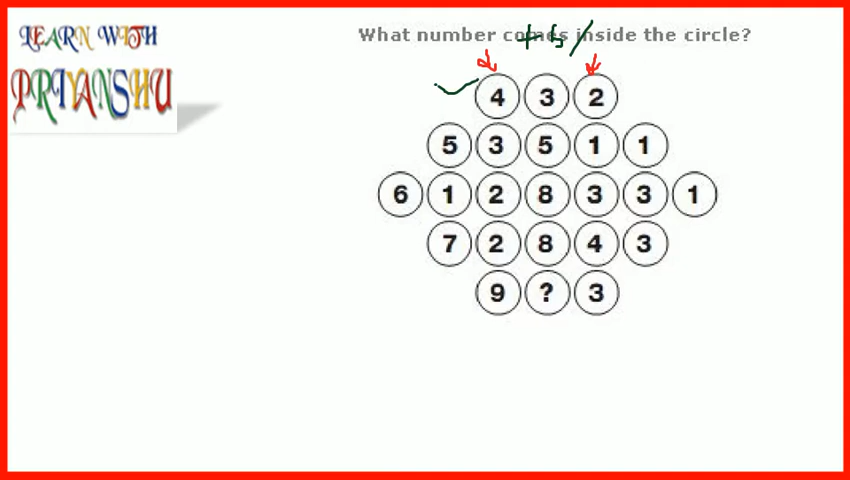 LEARN WITH
PRIYANSHU
What number comes inside the circle?
4 3 2
5 3 5 1 1
6 1 2 8 3 3 1
7 2 8 4 3
9 ? 3